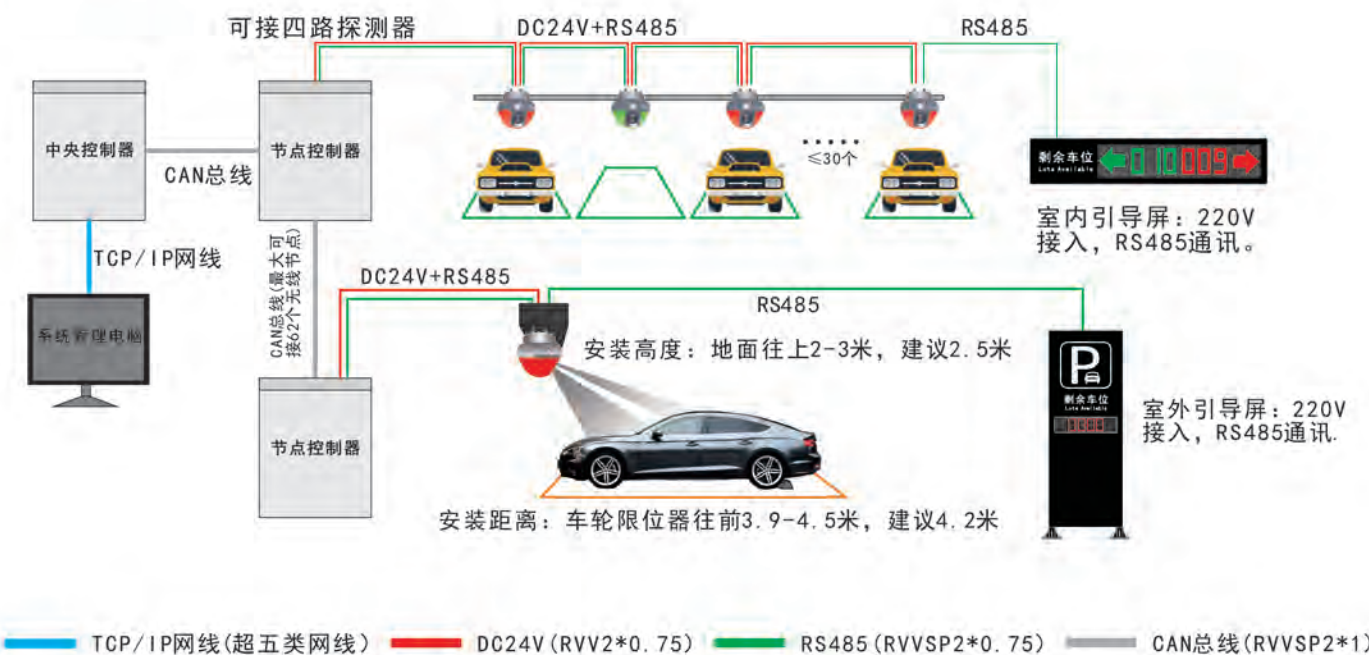 可接四路探测器
DC24V+RS485
RS485
中央控制器
CAN总线
节点控制器
≤30个
剩余车位
Lots Available
0 10 009
室内引导屏：220V
接入，RS485通讯。
TCP/IP网线
CAN总线(最大可
接62个无线节点)
DC24V+RS485
RS485
系统管理电脑
安装高度：地面往上2-3米，建议2.5米
节点控制器
P
剩余车位
Lots Available
室外引导屏：220V
接入，RS485通讯.
安装距离：车轮限位器往前3.9-4.5米，建议4.2米
TCP/IP网线(超五类网线)
DC24V(RVV2*0.75)
RS485(RVVSP2*0.75)
CAN总线(RVVSP2*1)